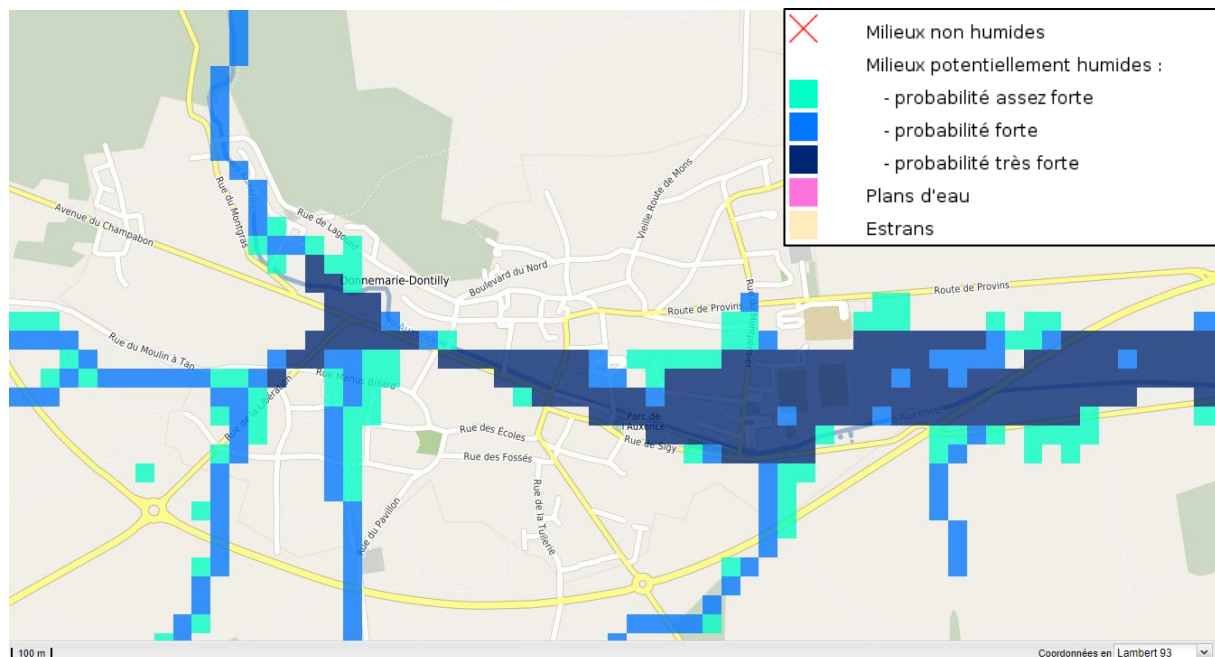 Milieux non humides
Milieux potentiellement humides :
- probabilité assez forte
- probabilité forte
- probabilité très forte
Plans d'eau
Estrans
Rue du Montgras
Rue de Lagourd
Avenue du Champabon
Vieille Route de Mons
Donnemarie-Dontilly
Boulevard du Nord
Route de Provins
Route de Provins
Rue du Montpensier
Rue du Moulin à Tan
Rue Marius Billard
Rue de la Libération
Parc de
l'Auxence
l'Auxence
Rue des Écoles
Rue de Sigy
Rue des Fossés
Rue du Pavillon
Rue de la Tuilerie
100 m
Coordonnées en Lambert 93